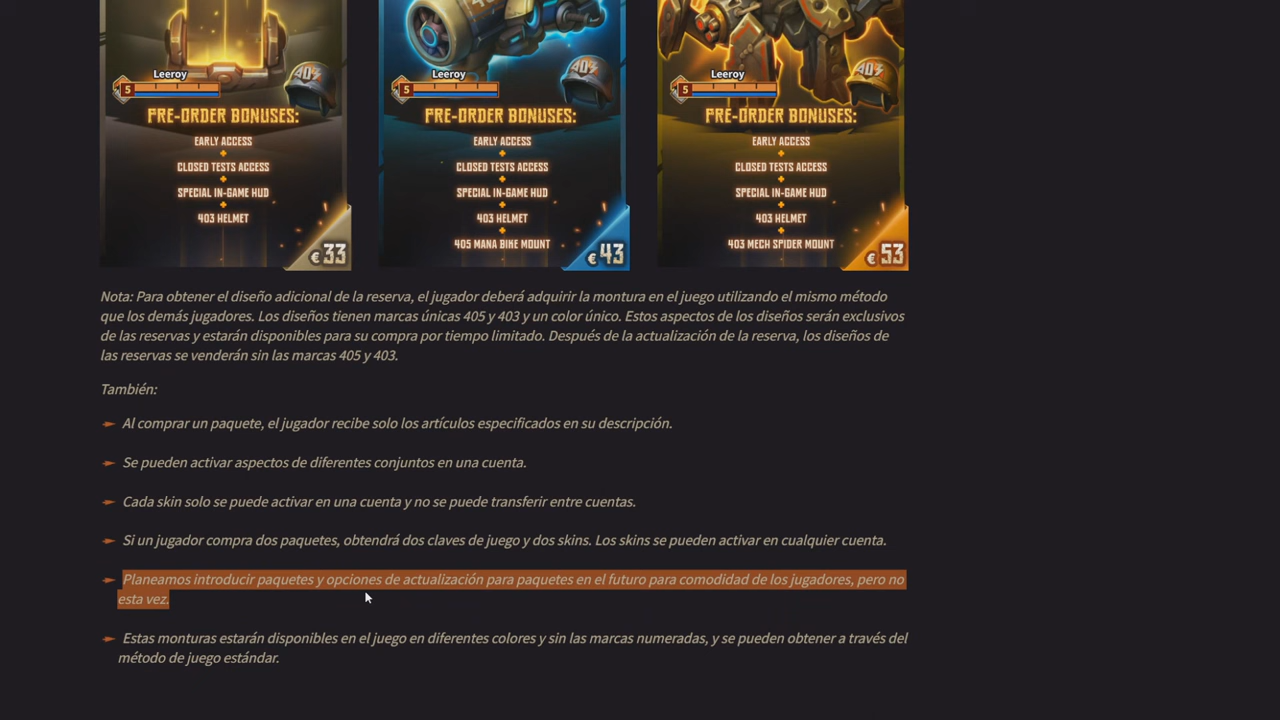 Leeroy
5
PRE-ORDER BONUSES:
EARLY ACCESS
CLOSED TESTS ACCESS
SPECIAL IN-GAME HUD
403 HELMET
€ 33
403
Leeroy
5
PRE-ORDER BONUSES:
EARLY ACCESS
CLOSED TESTS ACCESS
SPECIAL IN-GAME HUD
403 HELMET
405 MANA BIKE MOUNT
€ 43
403
Leeroy
5
PRE-ORDER BONUSES:
EARLY ACCESS
CLOSED TESTS ACCESS
SPECIAL IN-GAME HUD
403 HELMET
403 MECH SPIDER MOUNT
€ 53
403
Nota: Para obtener el diseño adicional de la reserva, el jugador deberá adquirir la montura en el juego utilizando el mismo método
que los demás jugadores. Los diseños tienen marcas únicas 405 y 403 y un color único. Estos aspectos de los diseños serán exclusivos
de las reservas y estarán disponibles para su compra por tiempo limitado. Después de la actualización de la reserva, los diseños de
las reservas se venderán sin las marcas 405 y 403.
También:
Al comprar un paquete, el jugador recibe solo los artículos especificados en su descripción.
Se pueden activar aspectos de diferentes conjuntos en una cuenta.
Cada skin solo se puede activar en una cuenta y no se puede transferir entre cuentas.
Si un jugador compra dos paquetes, obtendrá dos claves de juego y dos skins. Los skins se pueden activar en cualquier cuenta.
Planeamos introducir paquetes y opciones de actualización para paquetes en el futuro para comodidad de los jugadores, pero no
esta vez.
Estas monturas estarán disponibles en el juego en diferentes colores y sin las marcas numeradas, y se pueden obtener a través del
método de juego estándar.